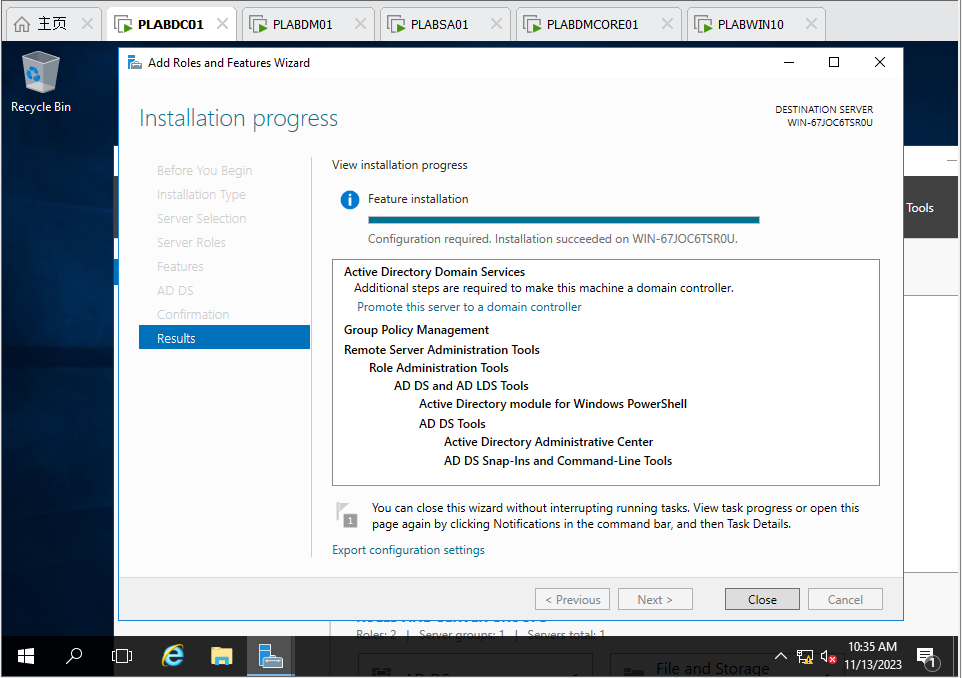 主页
PLABDC01
PLABDM01
PLABSA01
PLABDMCORE01
PLABWIN10
Recycle Bin
Add Roles and Features Wizard
Installation progress
DESTINATION SERVER
WIN-67JOC6TSR0U
Before You Begin
Installation Type
Server Selection
Server Roles
Features
AD DS
Confirmation
Results
View installation progress
Feature installation
Configuration required. Installation succeeded on WIN-67JOC6TSR0U.
Active Directory Domain Services
Additional steps are required to make this machine a domain controller.
Promote this server to a domain controller
Group Policy Management
Remote Server Administration Tools
Role Administration Tools
AD DS and AD LDS Tools
Active Directory module for Windows PowerShell
AD DS Tools
Active Directory Administrative Center
AD DS Snap-Ins and Command-Line Tools
1
You can close this wizard without interrupting running tasks. View task progress or open this
page again by clicking Notifications in the command bar, and then Task Details.
Export configuration settings
< Previous
Next >
Close
Cancel
Tools
Roles: 2 | Server groups: 1 | Servers total: 1
AD DS
File and Storage
10:35 AM
11/13/2023
1